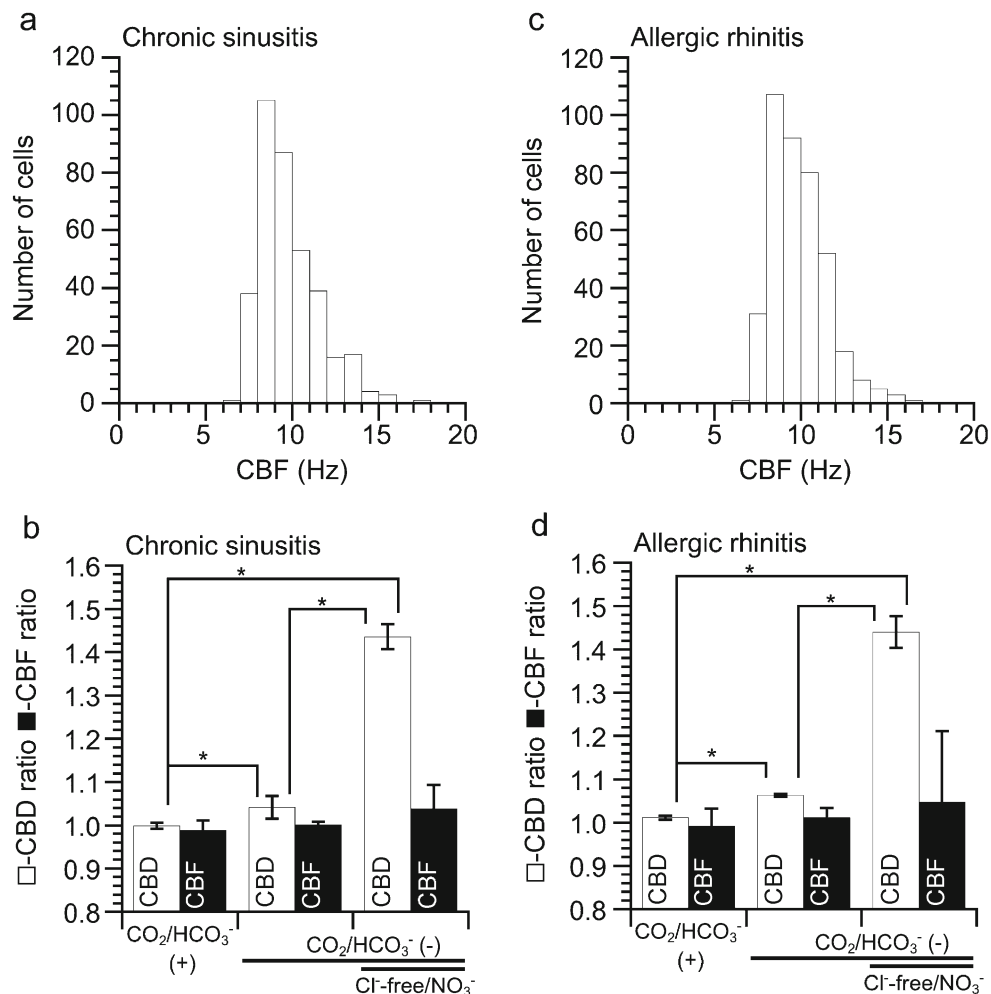 a
Chronic sinusitis
Number of cells
120
100
80
60
40
20
0
0 5 10 15 20
CBF (Hz)
c
Allergic rhinitis
Number of cells
120
100
80
60
40
20
0
0 5 10 15 20
CBF (Hz)
b
Chronic sinusitis
□-CBD ratio ■-CBF ratio
1.6
1.5
1.4
1.3
1.2
1.1
1.0
0.9
0.8
* * *
CBD CBF CBD CBF CBD CBF
CO₂/HCO₃⁻ (+)
CO₂/HCO₃⁻ (-)
Cl⁻-free/NO₃⁻
d
Allergic rhinitis
□-CBD ratio ■-CBF ratio
1.6
1.5
1.4
1.3
1.2
1.1
1.0
0.9
0.8
* * *
CBD CBF CBD CBF CBD CBF
CO₂/HCO₃⁻ (+)
CO₂/HCO₃⁻ (-)
Cl⁻-free/NO₃⁻